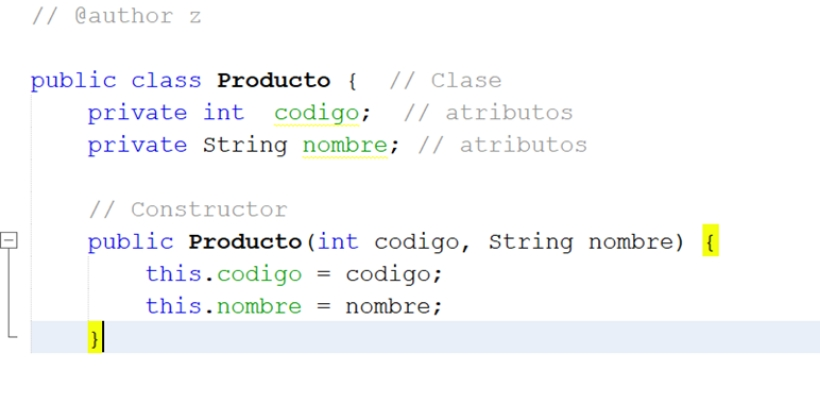 // @author z
public class Producto {  // Clase
private int  codigo;  // atributos
private String nombre; // atributos
// Constructor
public Producto(int codigo, String nombre) {
this.codigo = codigo;
this.nombre = nombre;
}